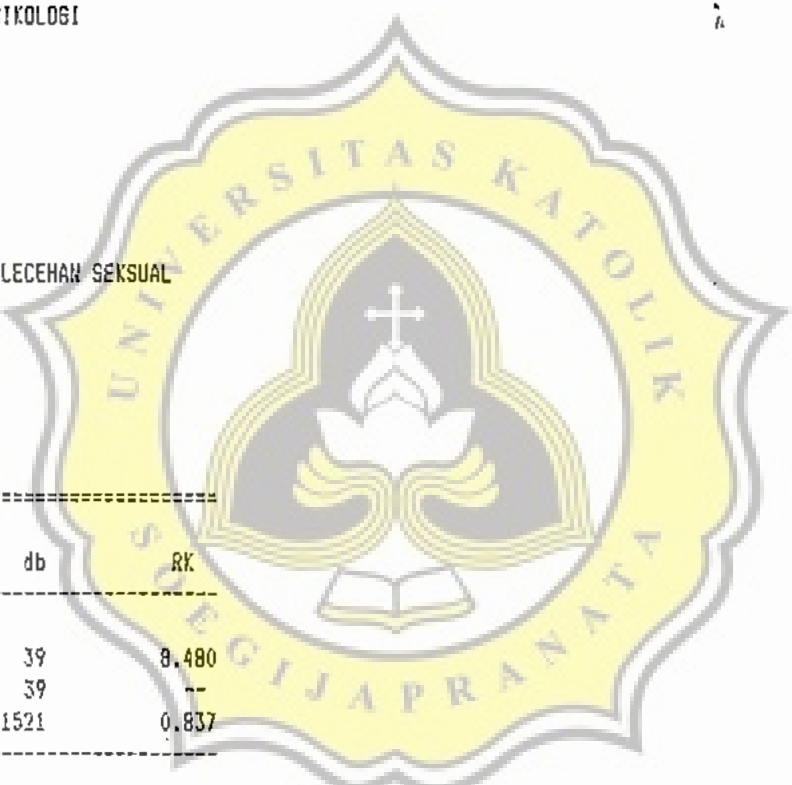 IKOLOGI
UNIVERSITAS KATOLIK
LECEHAN SEKSUAL
db RK
39 8.480
39 --
1521 0.837
SOEGIJAPRANATA